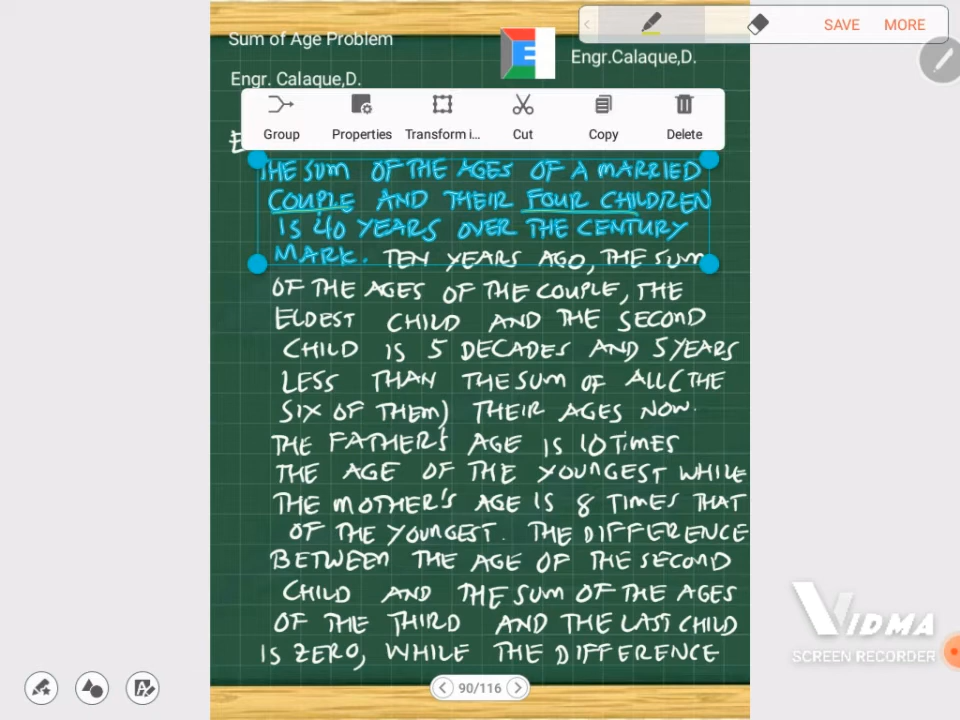 SAVE MORE
Sum of Age Problem
E
Engr.Calaque,D.
Engr. Calaque,D.
Group Properties Transform i... Cut Copy Delete
THE SUM OF THE AGES OF A MARRIED
COUPLE AND THEIR FOUR CHILDREN
IS 40 YEARS OVER THE CENTURY
MARK. TEN YEARS AGO, THE SUM
OF THE AGES OF THE COUPLE, THE
ELDEST CHILD AND THE SECOND
CHILD IS 5 DECADES AND 5 YEARS
LESS THAN THE SUM OF ALL (THE
SIX OF THEM) THEIR AGES NOW.
THE FATHER'S AGE IS 10 TIMES
THE AGE OF THE YOUNGEST WHILE
THE MOTHER'S AGE IS 8 TIMES THAT
OF THE YOUNGEST. THE DIFFERENCE
BETWEEN THE AGE OF THE SECOND
CHILD AND THE SUM OF THE AGES
OF THE THIRD AND THE LAST CHILD
IS ZERO, WHILE THE DIFFERENCE
90/116
VIDMA
SCREEN RECORDER